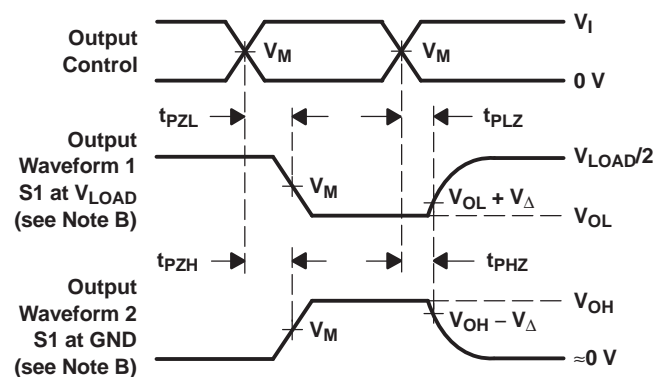 Output
Control
V_I
V_M
V_M
0 V
t_PZL
t_PLZ
Output
Waveform 1
S1 at V_LOAD
(see Note B)
V_LOAD/2
V_M
V_OL + V_Δ
V_OL
t_PZH
t_PHZ
Output
Waveform 2
S1 at GND
(see Note B)
V_OH
V_M
V_OH − V_Δ
≈0 V